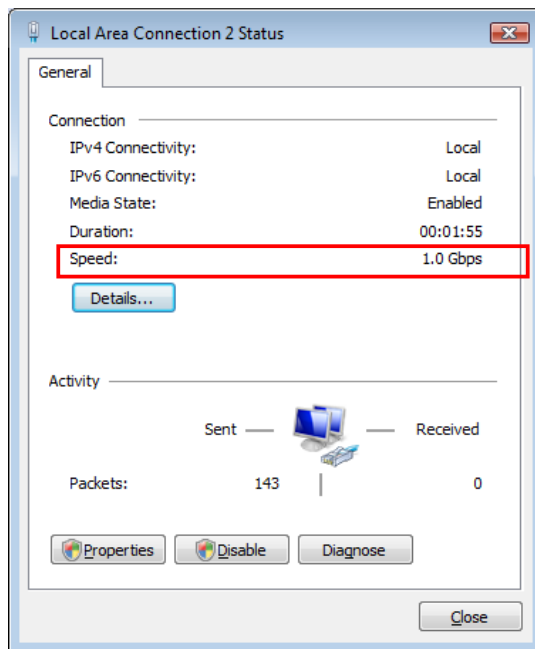 Local Area Connection 2 Status
General
Connection
IPv4 Connectivity: Local
IPv6 Connectivity: Local
Media State: Enabled
Duration: 00:01:55
Speed: 1.0 Gbps
Details...
Activity
Sent Received
Packets: 143 0
Properties Disable Diagnose
Close